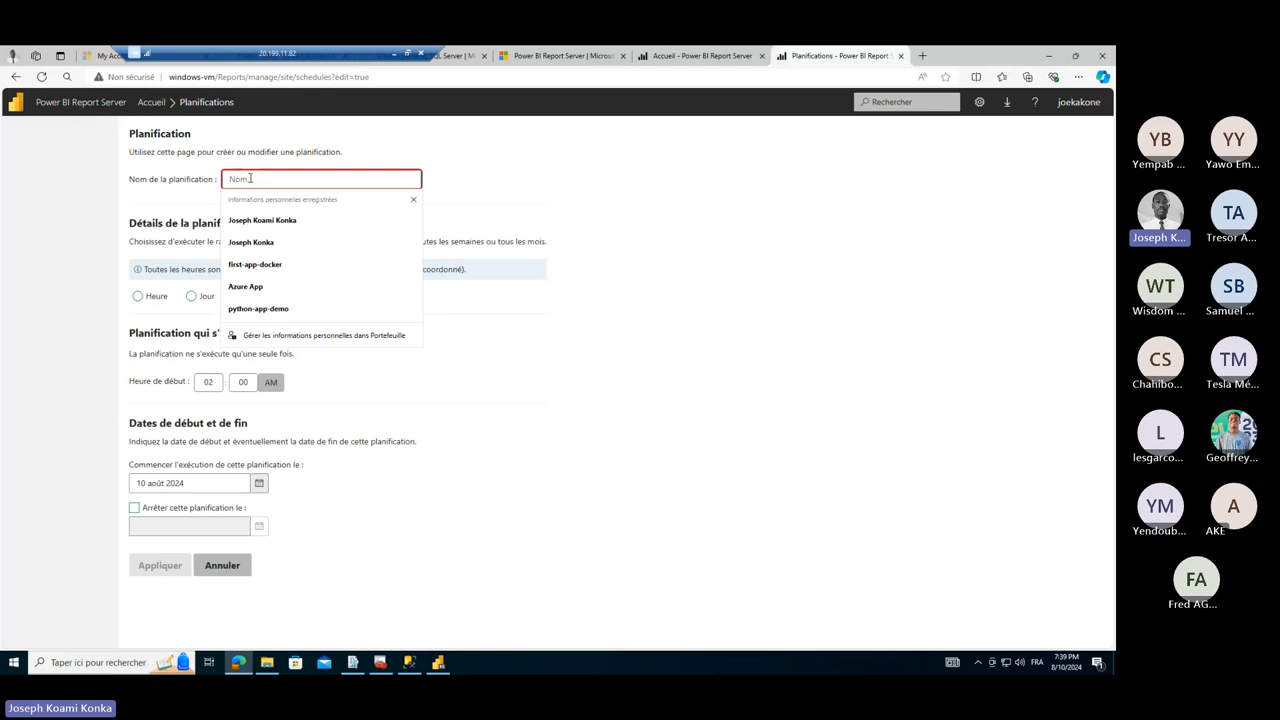 My Ac
20.199.11.82
QL Server | M
Power BI Report Server | Microsoft
Accueil – Power BI Report Serv
Planifications - Power BI Report
Non sécurisé
windows-vm/Reports/manage/site/schedules?edit=true
Power BI Report Server
Accueil > Planifications
Rechercher
joekakone
Planification
Utilisez cette page pour créer ou modifier une planification.
Nom de la planification :
Nom...
Informations personnelles enregistrées
Joseph Koami Konka
Joseph Konka
first-app-docker
Azure App
python-app-demo
Gérer les informations personnelles dans Portefeuille
Détails de la planif
Choisissez d'exécuter le ra
utes les semaines ou tous les mois.
Toutes les heures son
coordonné).
Heure
Jour
Planification qui s'
La planification ne s'exécute qu'une seule fois.
Heure de début :
02 : 00 AM
Dates de début et de fin
Indiquez la date de début et éventuellement la date de fin de cette planification.
Commencer l'exécution de cette planification le :
10 août 2024
Arrêter cette planification le :
Appliquer
Annuler
Taper ici pour rechercher
FRA
7:39 PM
8/10/2024
YB
Yempab...
YY
Yawo Em...
Joseph K...
TA
Tresor A...
WT
Wisdom ...
SB
Samuel ...
CS
Chahibo...
TM
Tesla Mé...
L
lesgarco...
Geoffrey...
YM
Yendoub...
A
AKE
FA
Fred AG...
Joseph Koami Konka